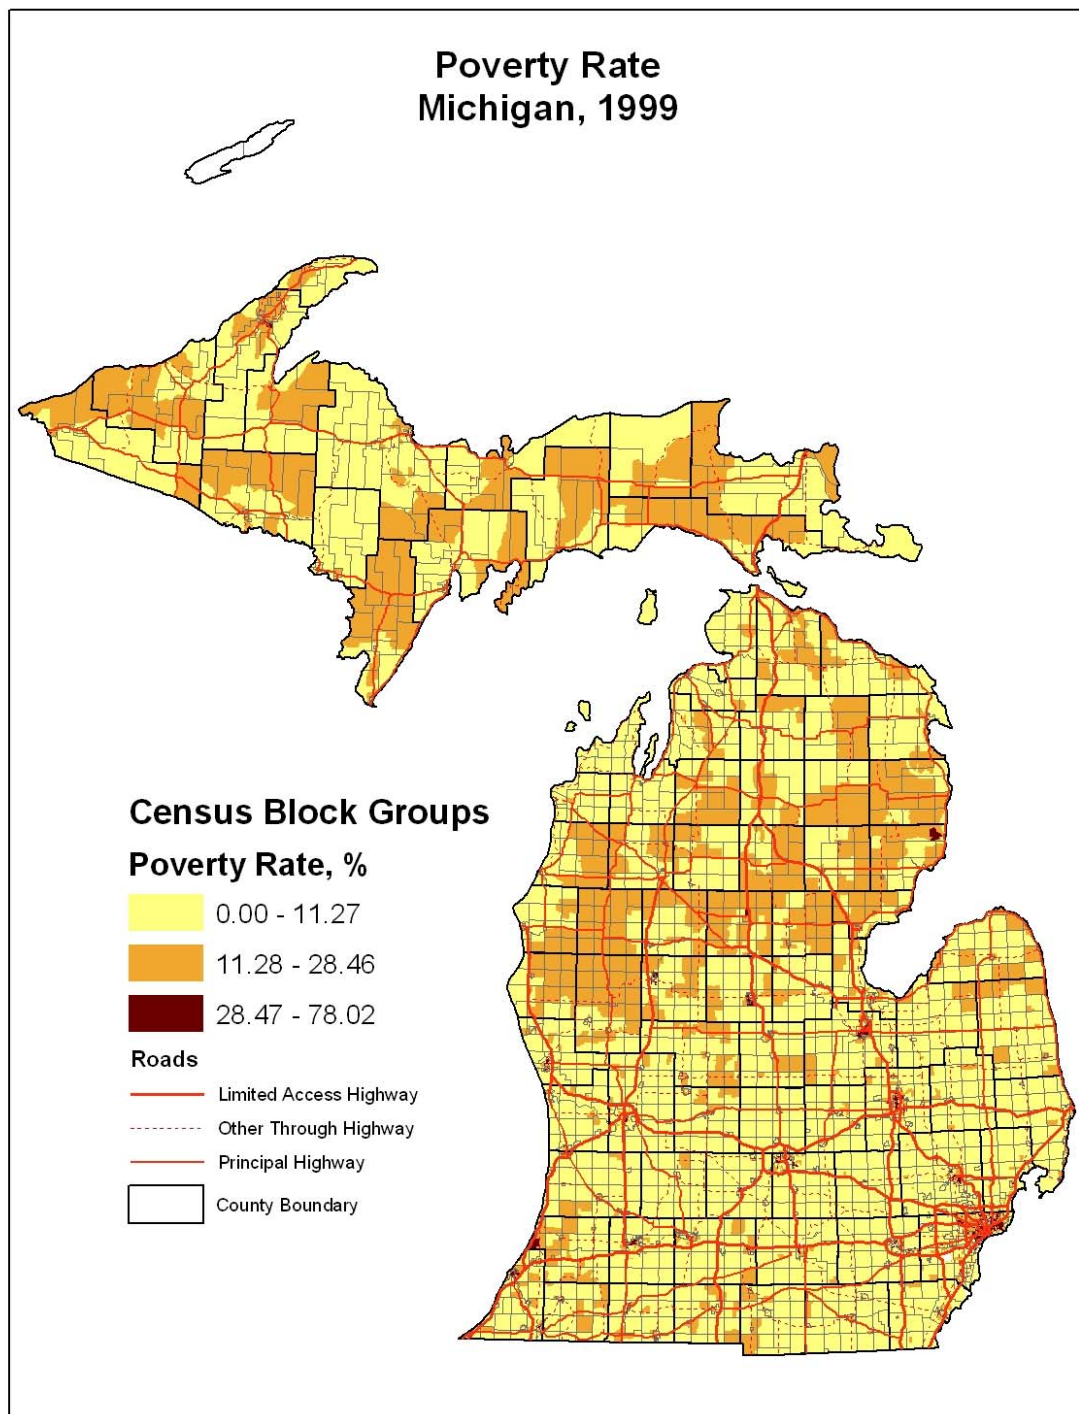 Poverty Rate
Michigan, 1999
Census Block Groups
Poverty Rate, %
0.00 - 11.27
11.28 - 28.46
28.47 - 78.02
Roads
Limited Access Highway
Other Through Highway
Principal Highway
County Boundary